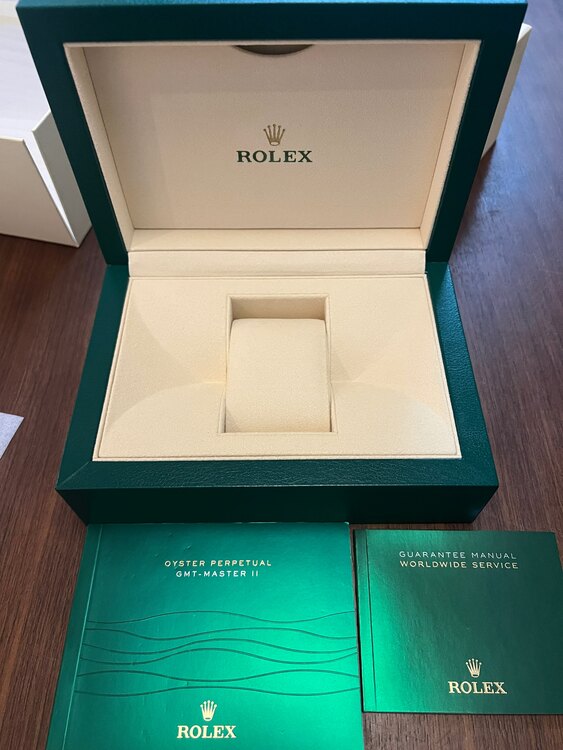 ROLEX
OYSTER PERPETUAL
GMT-MASTER II
ROLEX
GUARANTEE MANUAL
WORLDWIDE SERVICE
ROLEX